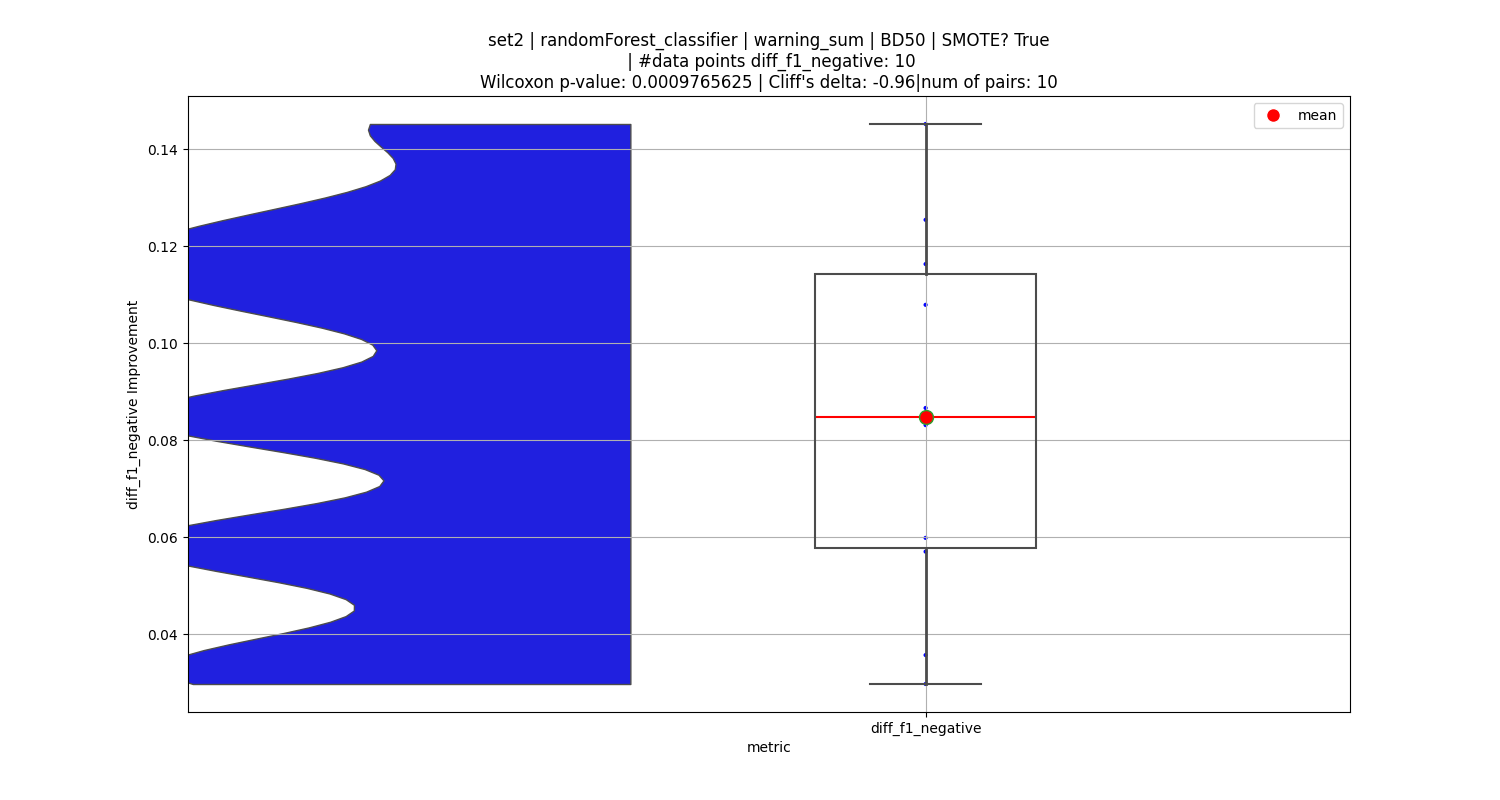 set2 | randomForest_classifier | warning_sum | BD50 | SMOTE? True
| #data points diff_f1_negative: 10
Wilcoxon p-value: 0.0009765625 | Cliff's delta: -0.96|num of pairs: 10
mean
0.14
0.12
0.10
0.08
0.06
0.04
diff_f1_negative Improvement
diff_f1_negative
metric